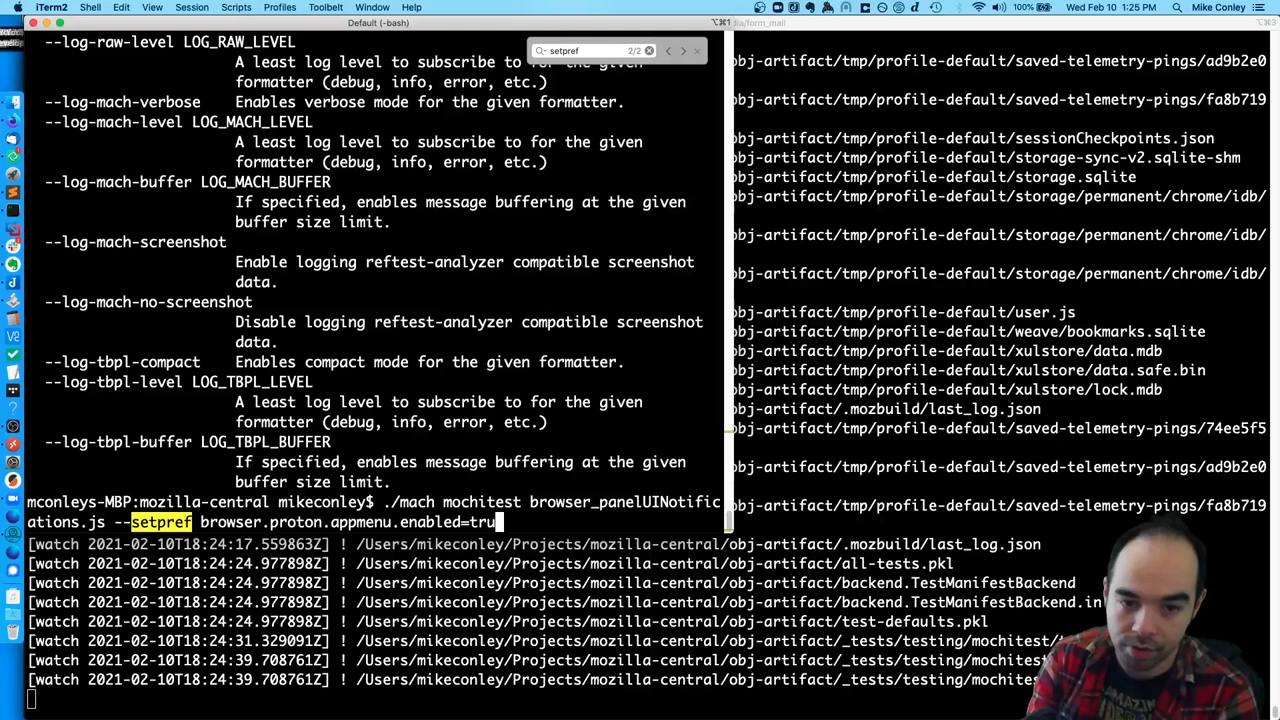 iTerm2 Shell Edit View Session Scripts Profiles Toolbelt Window Help
100% Wed Feb 10 1:25 PM Mike Conley
Default (-bash)
⌥⌘1
dia/form_mail
⌥⌘3
setpref 2/2
--log-raw-level LOG_RAW_LEVEL
A least log level to subscribe to for the given
formatter (debug, info, error, etc.)
--log-mach-verbose Enables verbose mode for the given formatter.
--log-mach-level LOG_MACH_LEVEL
A least log level to subscribe to for the given
formatter (debug, info, error, etc.)
--log-mach-buffer LOG_MACH_BUFFER
If specified, enables message buffering at the given
buffer size limit.
--log-mach-screenshot
Enable logging reftest-analyzer compatible screenshot
data.
--log-mach-no-screenshot
Disable logging reftest-analyzer compatible screenshot
data.
--log-tbpl-compact Enables compact mode for the given formatter.
--log-tbpl-level LOG_TBPL_LEVEL
A least log level to subscribe to for the given
formatter (debug, info, error, etc.)
--log-tbpl-buffer LOG_TBPL_BUFFER
If specified, enables message buffering at the given
buffer size limit.
mconleys-MBP:mozilla-central mikeconley$ ./mach mochitest browser_panelUINotific
ations.js --setpref browser.proton.appmenu.enabled=tru
obj-artifact/tmp/profile-default/saved-telemetry-pings/ad9b2e0
obj-artifact/tmp/profile-default/saved-telemetry-pings/fa8b719
obj-artifact/tmp/profile-default/sessionCheckpoints.json
obj-artifact/tmp/profile-default/storage-sync-v2.sqlite-shm
obj-artifact/tmp/profile-default/storage.sqlite
obj-artifact/tmp/profile-default/storage/permanent/chrome/idb/
obj-artifact/tmp/profile-default/storage/permanent/chrome/idb/
obj-artifact/tmp/profile-default/storage/permanent/chrome/idb/
obj-artifact/tmp/profile-default/user.js
obj-artifact/tmp/profile-default/weave/bookmarks.sqlite
obj-artifact/tmp/profile-default/xulstore/data.mdb
obj-artifact/tmp/profile-default/xulstore/data.safe.bin
obj-artifact/tmp/profile-default/xulstore/lock.mdb
obj-artifact/.mozbuild/last_log.json
obj-artifact/tmp/profile-default/saved-telemetry-pings/74ee5f5
obj-artifact/tmp/profile-default/saved-telemetry-pings/ad9b2e0
obj-artifact/tmp/profile-default/saved-telemetry-pings/fa8b719
[watch 2021-02-10T18:24:17.559863Z] ! /Users/mikeconley/Projects/mozilla-central/obj-artifact/.mozbuild/last_log.json
[watch 2021-02-10T18:24:24.977898Z] ! /Users/mikeconley/Projects/mozilla-central/obj-artifact/all-tests.pkl
[watch 2021-02-10T18:24:24.977898Z] ! /Users/mikeconley/Projects/mozilla-central/obj-artifact/backend.TestManifestBackend
[watch 2021-02-10T18:24:24.977898Z] ! /Users/mikeconley/Projects/mozilla-central/obj-artifact/backend.TestManifestBackend.in
[watch 2021-02-10T18:24:24.977898Z] ! /Users/mikeconley/Projects/mozilla-central/obj-artifact/test-defaults.pkl
[watch 2021-02-10T18:24:31.329091Z] ! /Users/mikeconley/Projects/mozilla-central/obj-artifact/_tests/testing/mochitest/
[watch 2021-02-10T18:24:39.708761Z] ! /Users/mikeconley/Projects/mozilla-central/obj-artifact/_tests/testing/mochites
[watch 2021-02-10T18:24:39.708761Z] ! /Users/mikeconley/Projects/mozilla-central/obj-artifact/_tests/testing/mochites